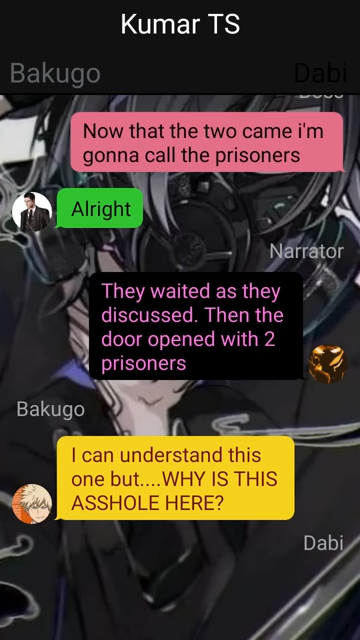 Kumar TS
Bakugo
Dabi
Boss
Now that the two came i'm
gonna call the prisoners
Alright
Narrator
They waited as they
discussed. Then the
door opened with 2
prisoners
Bakugo
I can understand this
one but....WHY IS THIS
ASSHOLE HERE?
Dabi